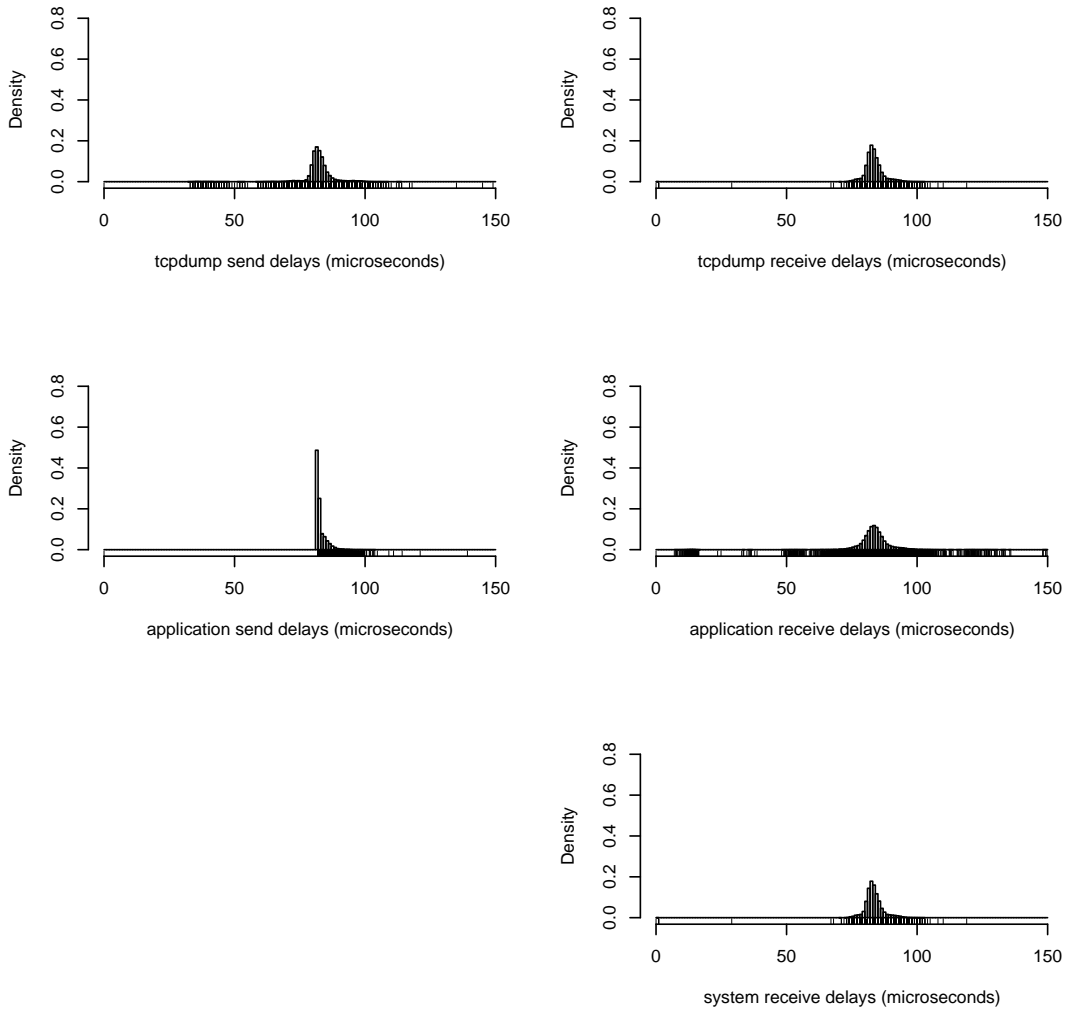 Density
0.0 0.2 0.4 0.6 0.8
0 50 100 150
tcpdump send delays (microseconds)
Density
0.0 0.2 0.4 0.6 0.8
0 50 100 150
tcpdump receive delays (microseconds)
Density
0.0 0.2 0.4 0.6 0.8
0 50 100 150
application send delays (microseconds)
Density
0.0 0.2 0.4 0.6 0.8
0 50 100 150
application receive delays (microseconds)
Density
0.0 0.2 0.4 0.6 0.8
0 50 100 150
system receive delays (microseconds)